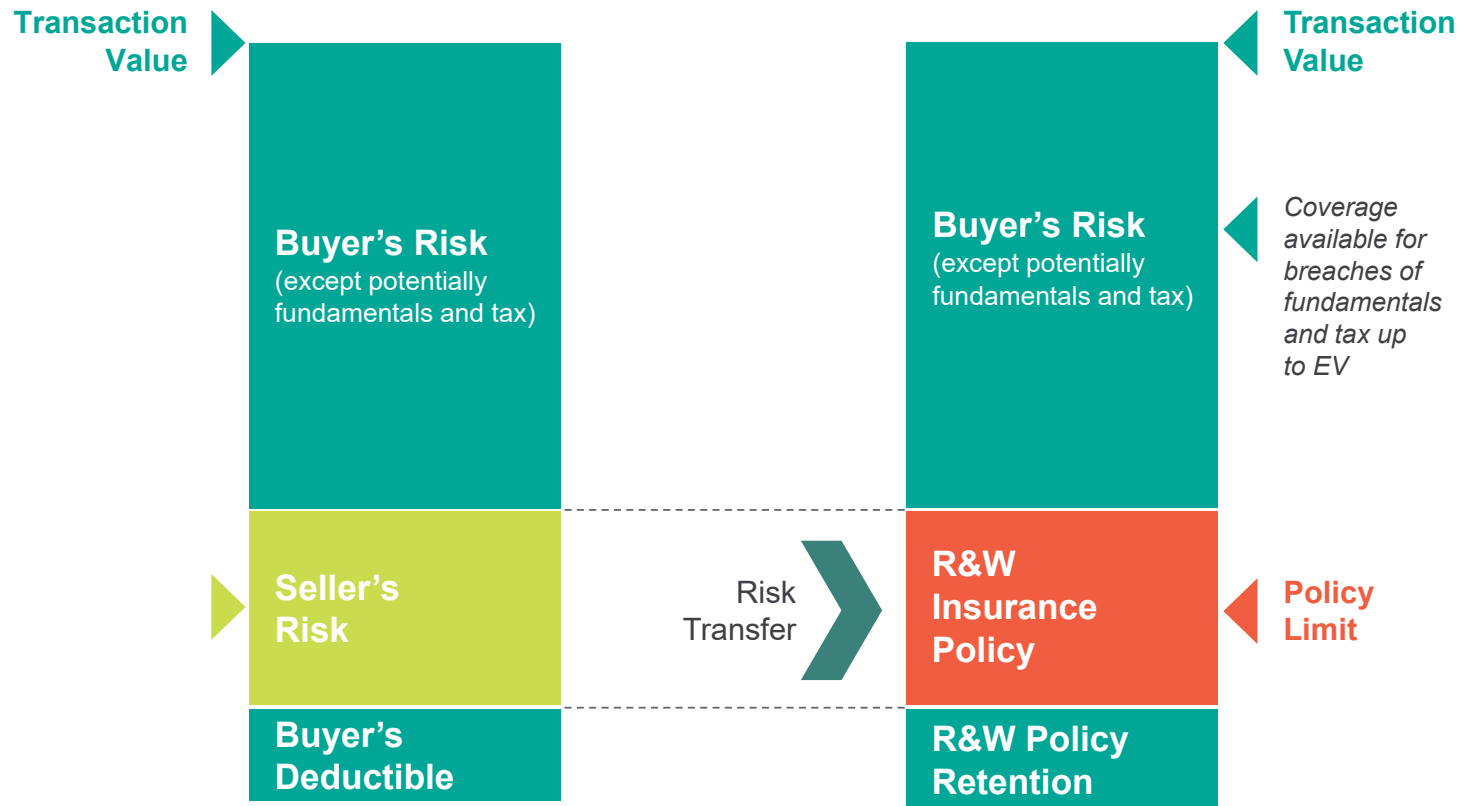 Transaction
Value
Buyer’s Risk
(except potentially
fundamentals and tax)
Seller’s
Risk
Buyer’s
Deductible
Risk
Transfer
Buyer’s Risk
(except potentially
fundamentals and tax)
R&W
Insurance
Policy
R&W Policy
Retention
Transaction
Value
Coverage
available for
breaches of
fundamentals
and tax up
to EV
Policy
Limit